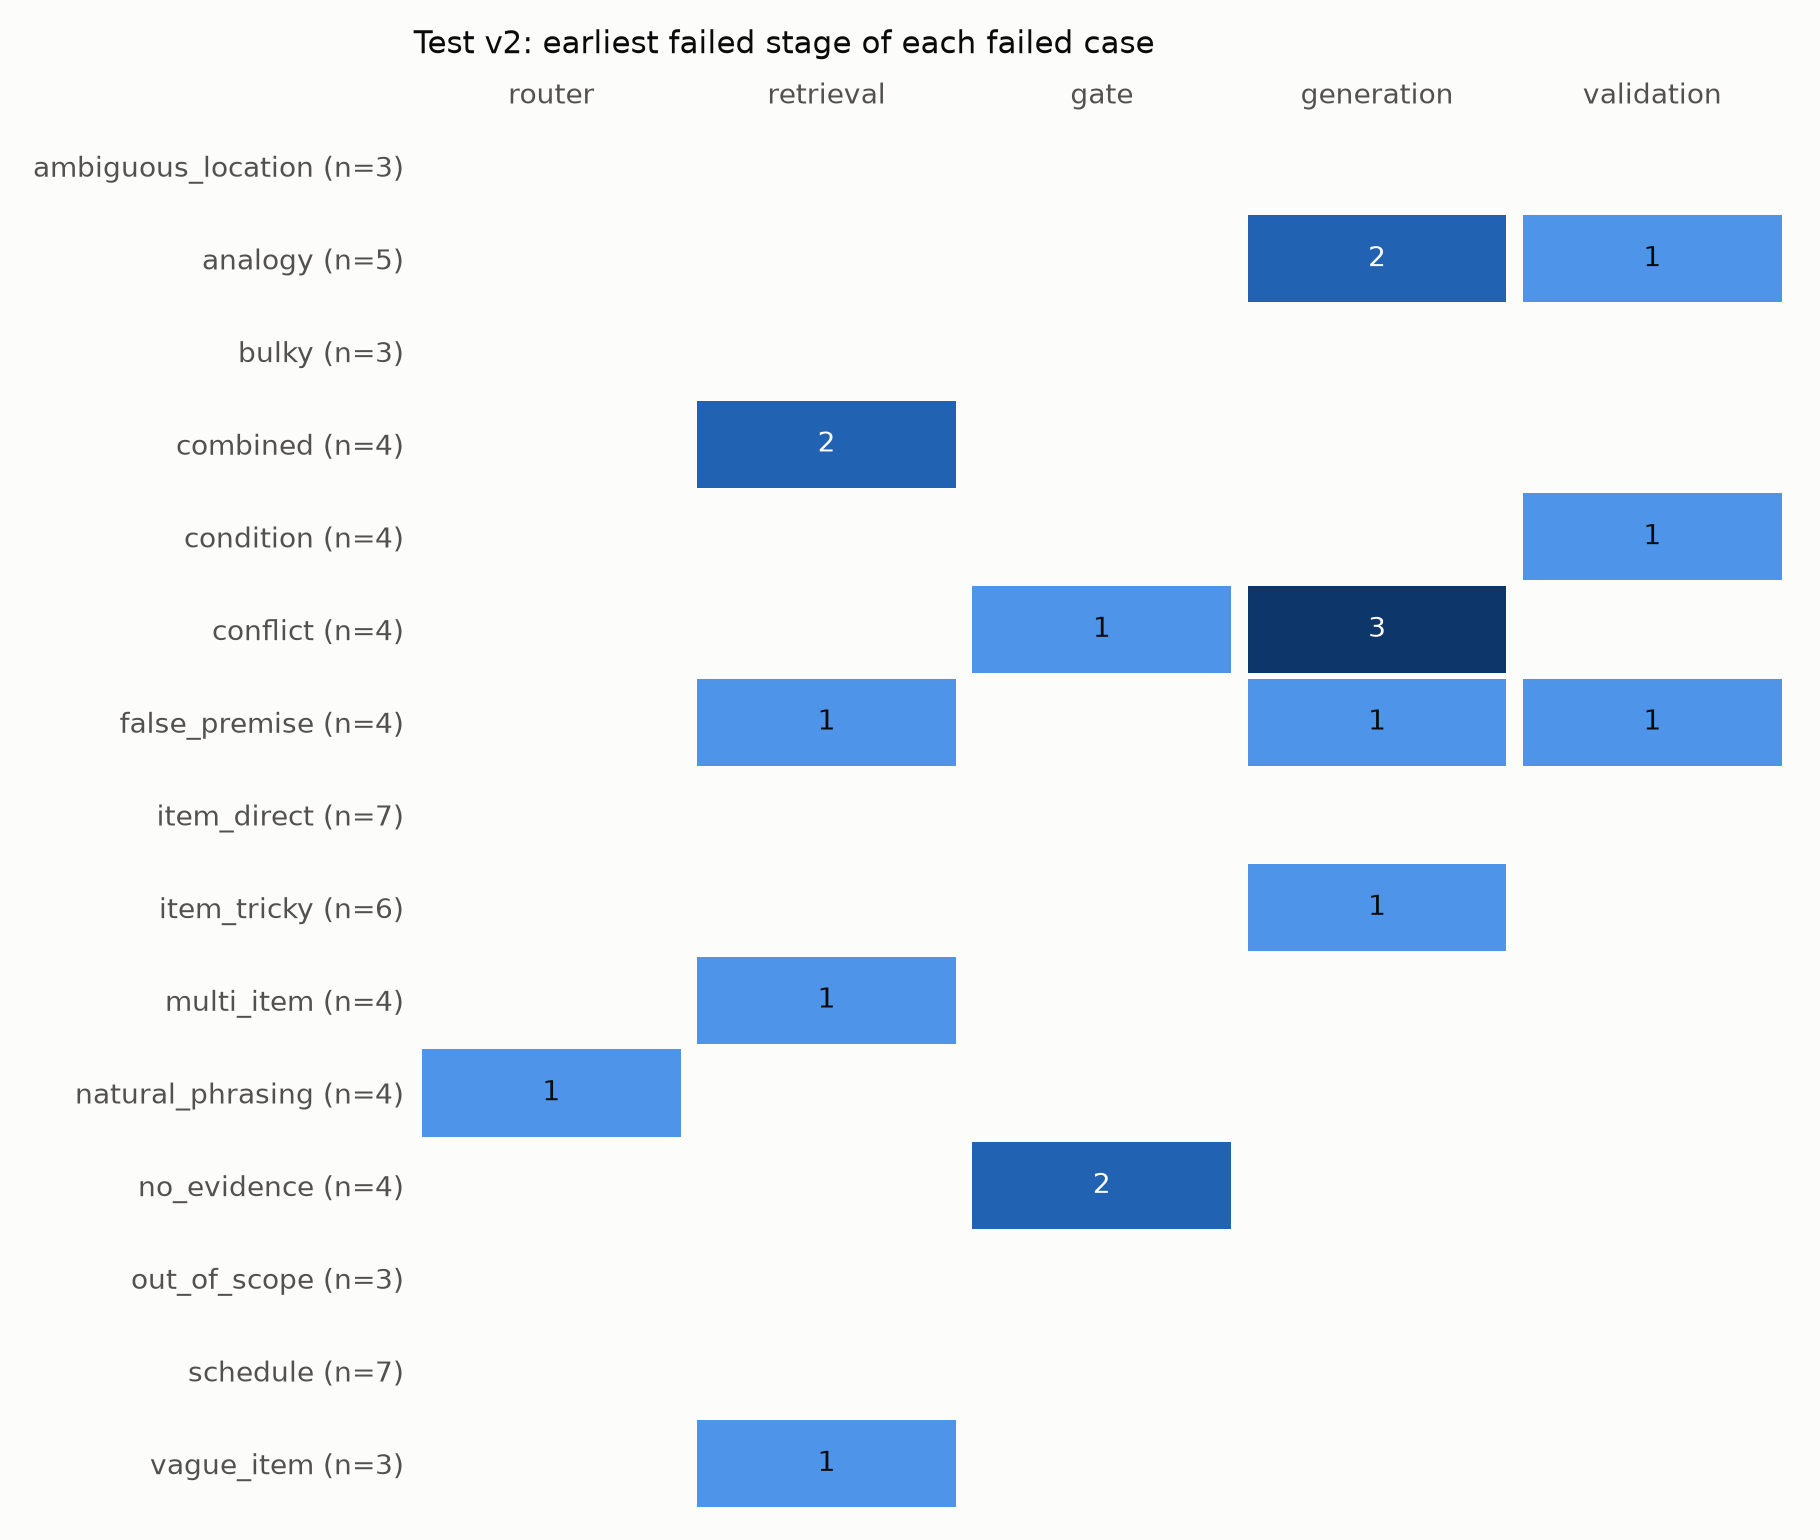 Test v2: earliest failed stage of each failed case
router retrieval gate generation validation
ambiguous_location (n=3)
analogy (n=5) 2 1
bulky (n=3)
combined (n=4) 2
condition (n=4) 1
conflict (n=4) 1 3
false_premise (n=4) 1 1 1
item_direct (n=7)
item_tricky (n=6) 1
multi_item (n=4) 1
natural_phrasing (n=4) 1
no_evidence (n=4) 2
out_of_scope (n=3)
schedule (n=7)
vague_item (n=3) 1